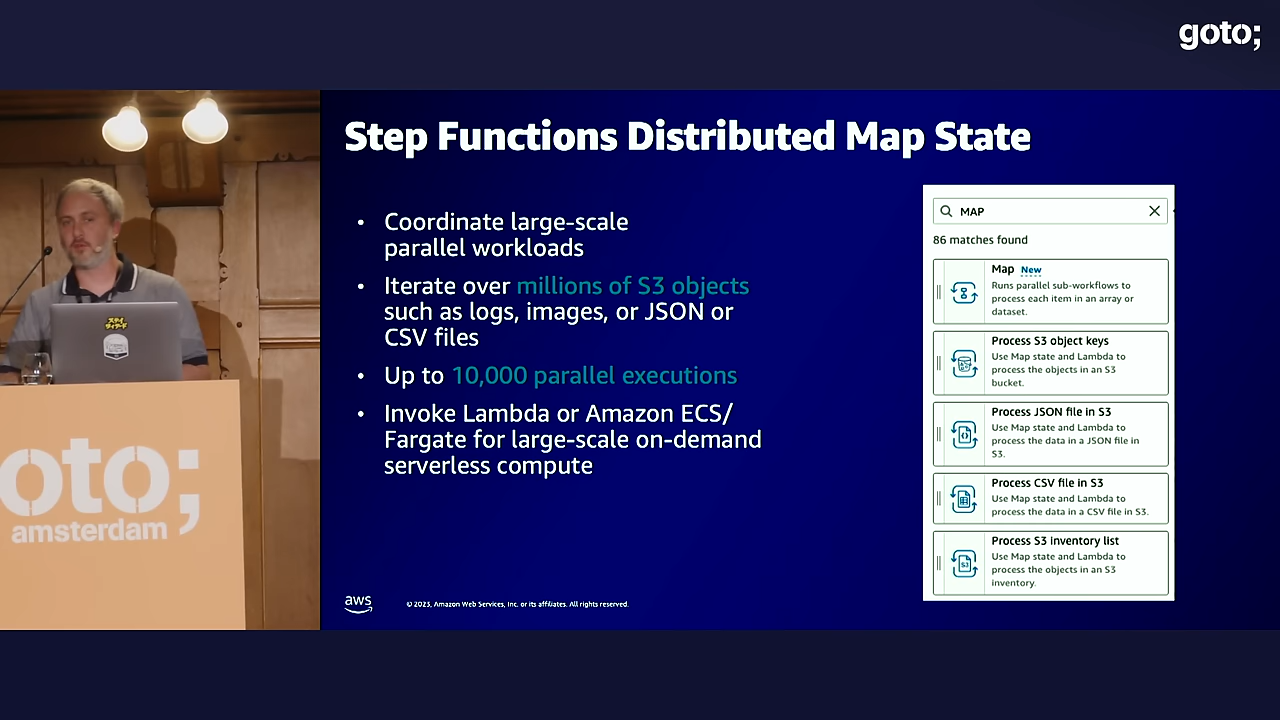 goto;
Step Functions Distributed Map State
• Coordinate large-scale
parallel workloads
• Iterate over millions of S3 objects
such as logs, images, or JSON or
CSV files
• Up to 10,000 parallel executions
• Invoke Lambda or Amazon ECS/
Fargate for large-scale on-demand
serverless compute
MAP
86 matches found
Map New
Runs parallel sub-workflows to
process each item in an array or
dataset.
Process S3 object keys
Use Map state and Lambda to
process the objects in an S3
bucket.
Process JSON file in S3
Use Map state and Lambda to
process the data in a JSON file in
S3.
Process CSV file in S3
Use Map state and Lambda to
process the data in a CSV file in S3.
Process S3 inventory list
Use Map state and Lambda to
process the objects in an S3
inventory.
aws
© 2023, Amazon Web Services, Inc. or its affiliates. All rights reserved.
oto;
amsterdam